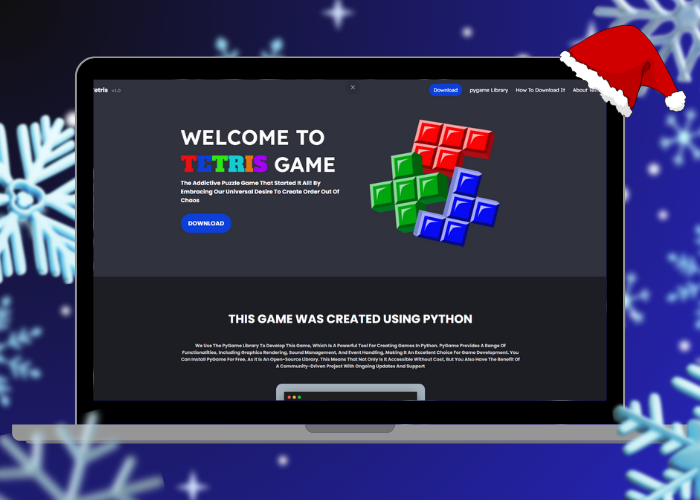 etris v1.0
Download pygame Library How To Download It About
WELCOME TO
TETRIS GAME
The Addictive Puzzle Game That Started It All! By
Embracing Our Universal Desire To Create Order Out Of
Chaos
DOWNLOAD
THIS GAME WAS CREATED USING PYTHON
We Use The PyGame Library To Develop This Game, Which Is A Powerful Tool For Creating Games In Python. PyGame Provides A Range Of
Functionalities, Including Graphics Rendering, Sound Management, And Event Handling, Making It An Excellent Choice For Game Development. You
Can Install PyGame For Free, As It Is An Open-Source Library. This Means That Not Only Is It Accessible Without Cost, But You Also Have The Benefit Of
A Community-Driven Project With Ongoing Updates And Support